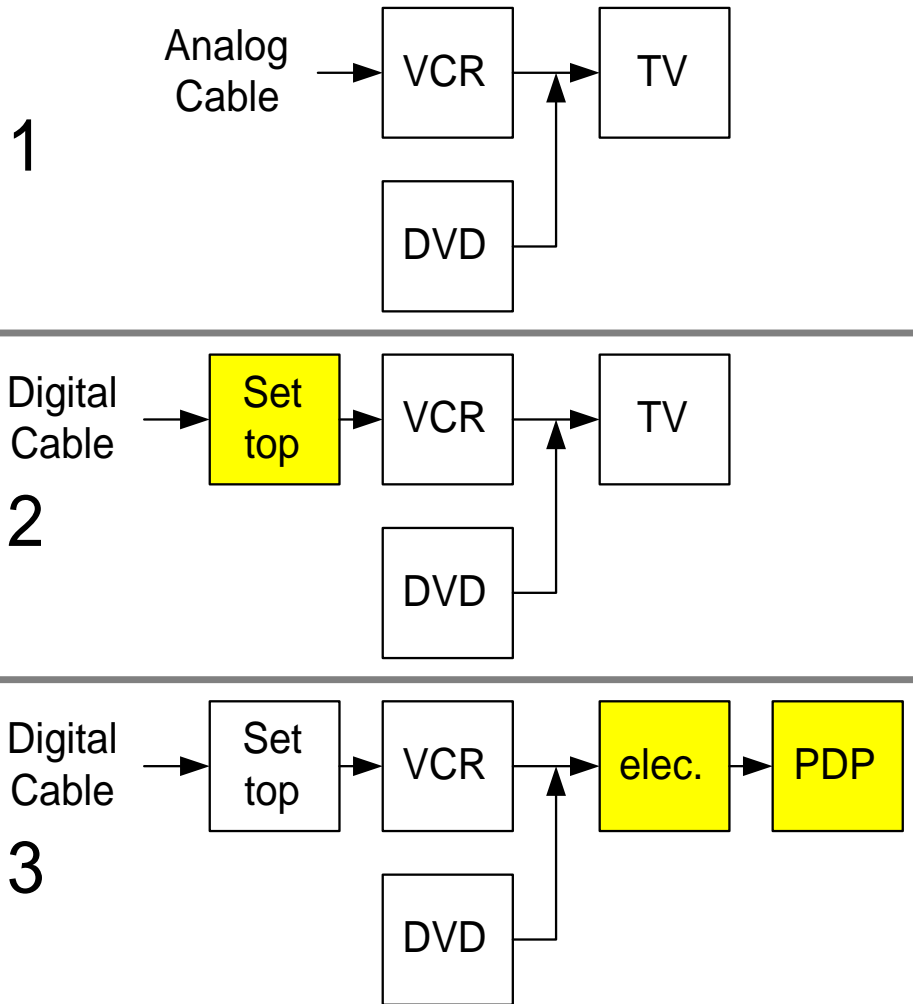 Analog
Cable
VCR
TV
1
DVD
Digital
Cable
Set
top
VCR
TV
2
DVD
Digital
Cable
Set
top
VCR
elec.
PDP
3
DVD